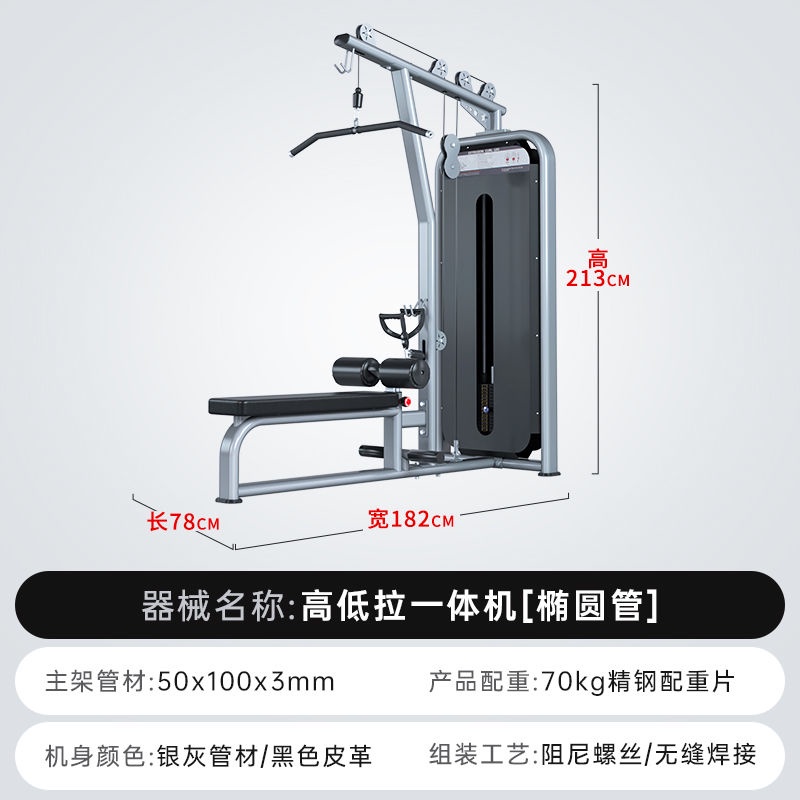 高
213CM
长78CM
宽182CM
器械名称:高低拉一体机[椭圆管]
主架管材:50x100x3mm
产品配重:70kg精钢配重片
机身颜色:银灰管材/黑色皮革
组装工艺:阻尼螺丝/无缝焊接